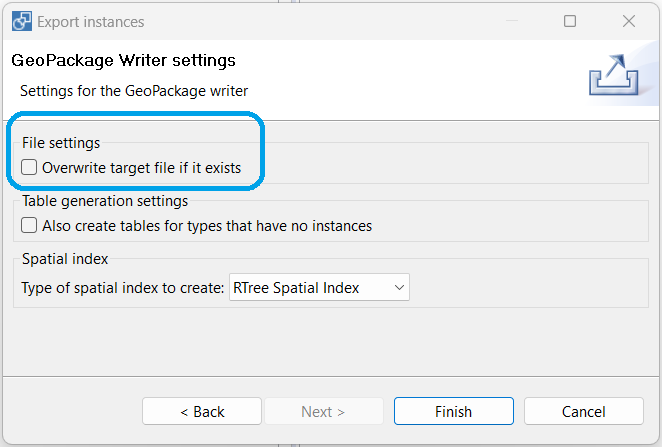 Export instances
GeoPackage Writer settings
Settings for the GeoPackage writer
File settings
Overwrite target file if it exists
Table generation settings
Also create tables for types that have no instances
Spatial index
Type of spatial index to create: RTree Spatial Index
< Back Next > Finish Cancel